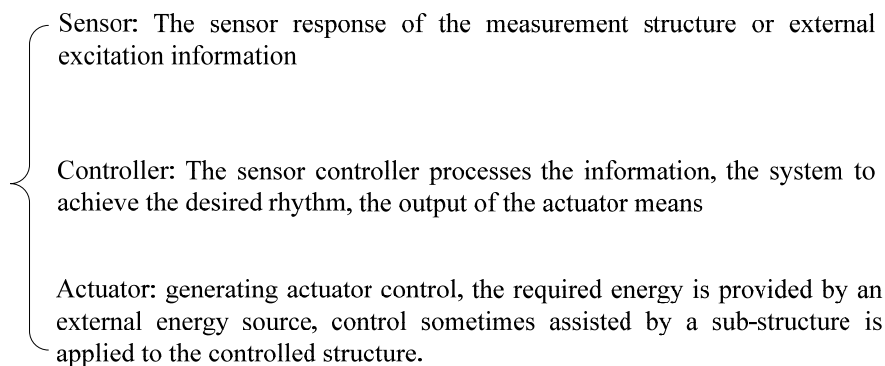 Sensor: The sensor response of the measurement structure or external
excitation information
Controller: The sensor controller processes the information, the system to
achieve the desired rhythm, the output of the actuator means
Actuator: generating actuator control, the required energy is provided by an
external energy source, control sometimes assisted by a sub-structure is
applied to the controlled structure.